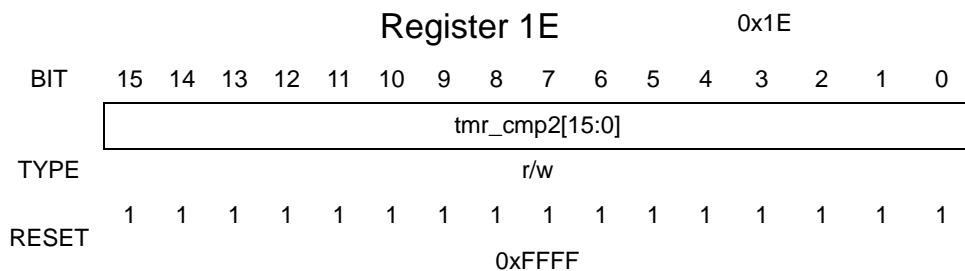 Register 1E 0x1E
BIT 15 14 13 12 11 10 9 8 7 6 5 4 3 2 1 0
tmr_cmp2[15:0]
TYPE r/w
RESET 1 1 1 1 1 1 1 1 1 1 1 1 1 1 1 1
0xFFFF